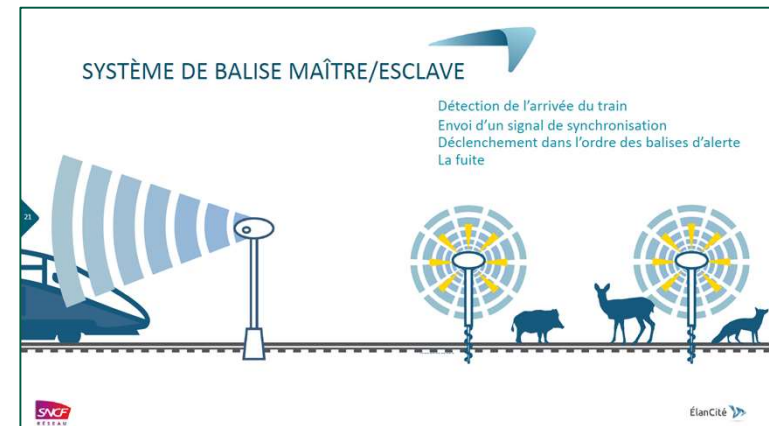 SYSTÈME DE BALISE MAÎTRE/ESCLAVE
Détection de l’arrivée du train
Envoi d’un signal de synchronisation
Déclenchement dans l’ordre des balises d’alerte
La fuite
21
SNCF
RÉSEAU
ÉlanCité